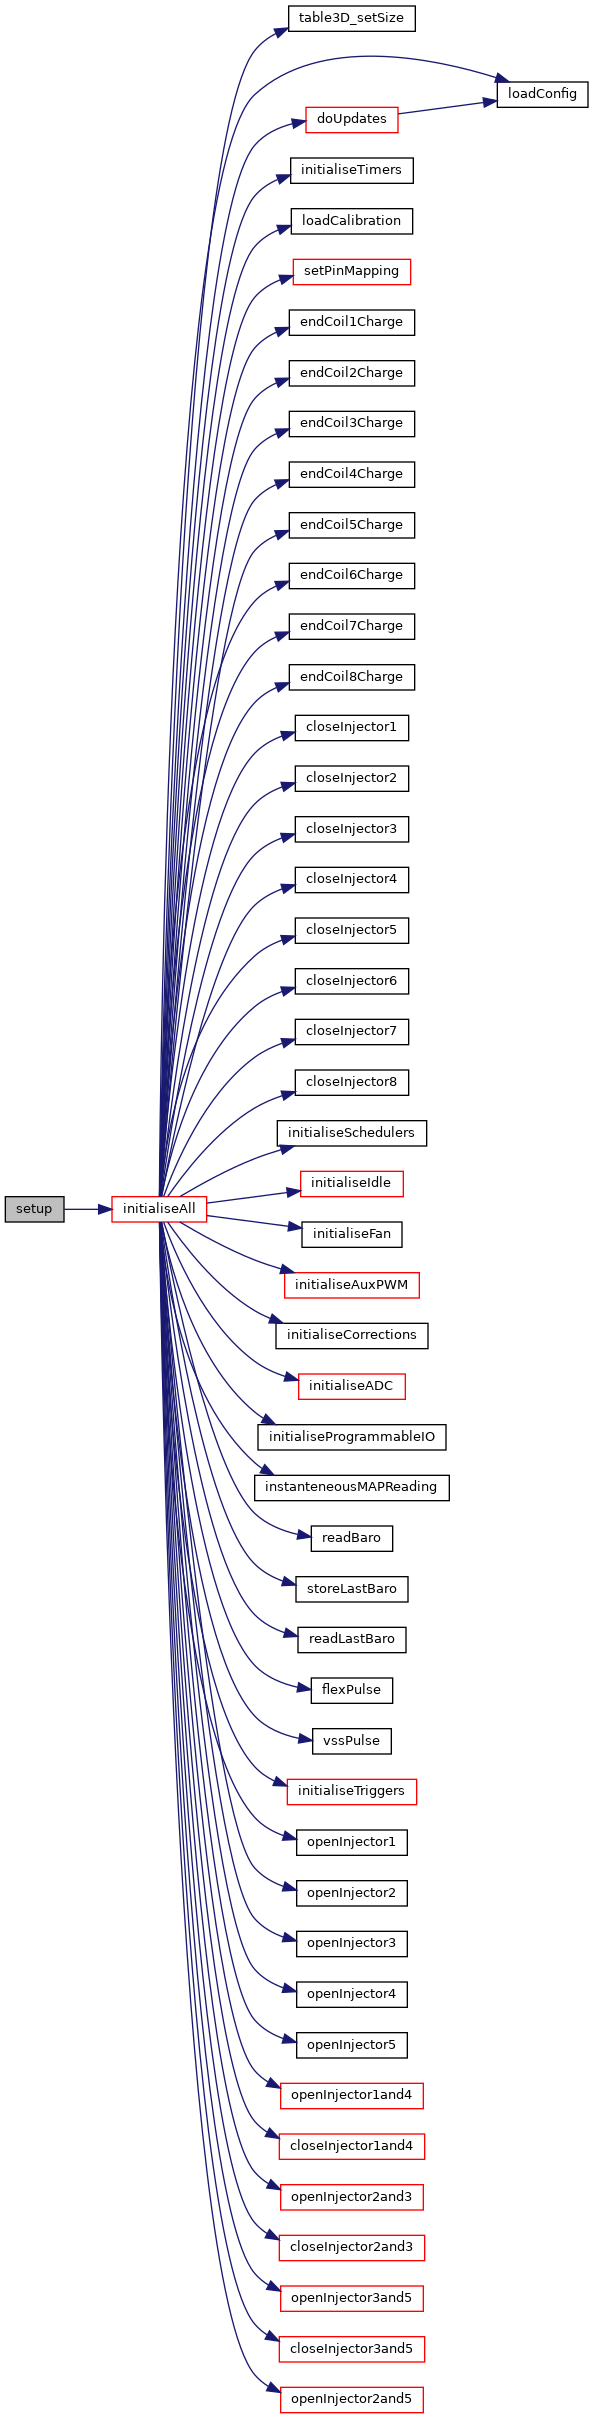 table3D_setSize
loadConfig
doUpdates
initialiseTimers
loadCalibration
setPinMapping
endCoil1Charge
endCoil2Charge
endCoil3Charge
endCoil4Charge
endCoil5Charge
endCoil6Charge
endCoil7Charge
endCoil8Charge
closeInjector1
closeInjector2
closeInjector3
closeInjector4
closeInjector5
closeInjector6
closeInjector7
closeInjector8
initialiseSchedulers
initialiseIdle
setup
initialiseAll
initialiseFan
initialiseAuxPWM
initialiseCorrections
initialiseADC
initialiseProgrammableIO
instanteneousMAPReading
readBaro
storeLastBaro
readLastBaro
flexPulse
vssPulse
initialiseTriggers
openInjector1
openInjector2
openInjector3
openInjector4
openInjector5
openInjector1and4
closeInjector1and4
openInjector2and3
closeInjector2and3
openInjector3and5
closeInjector3and5
openInjector2and5